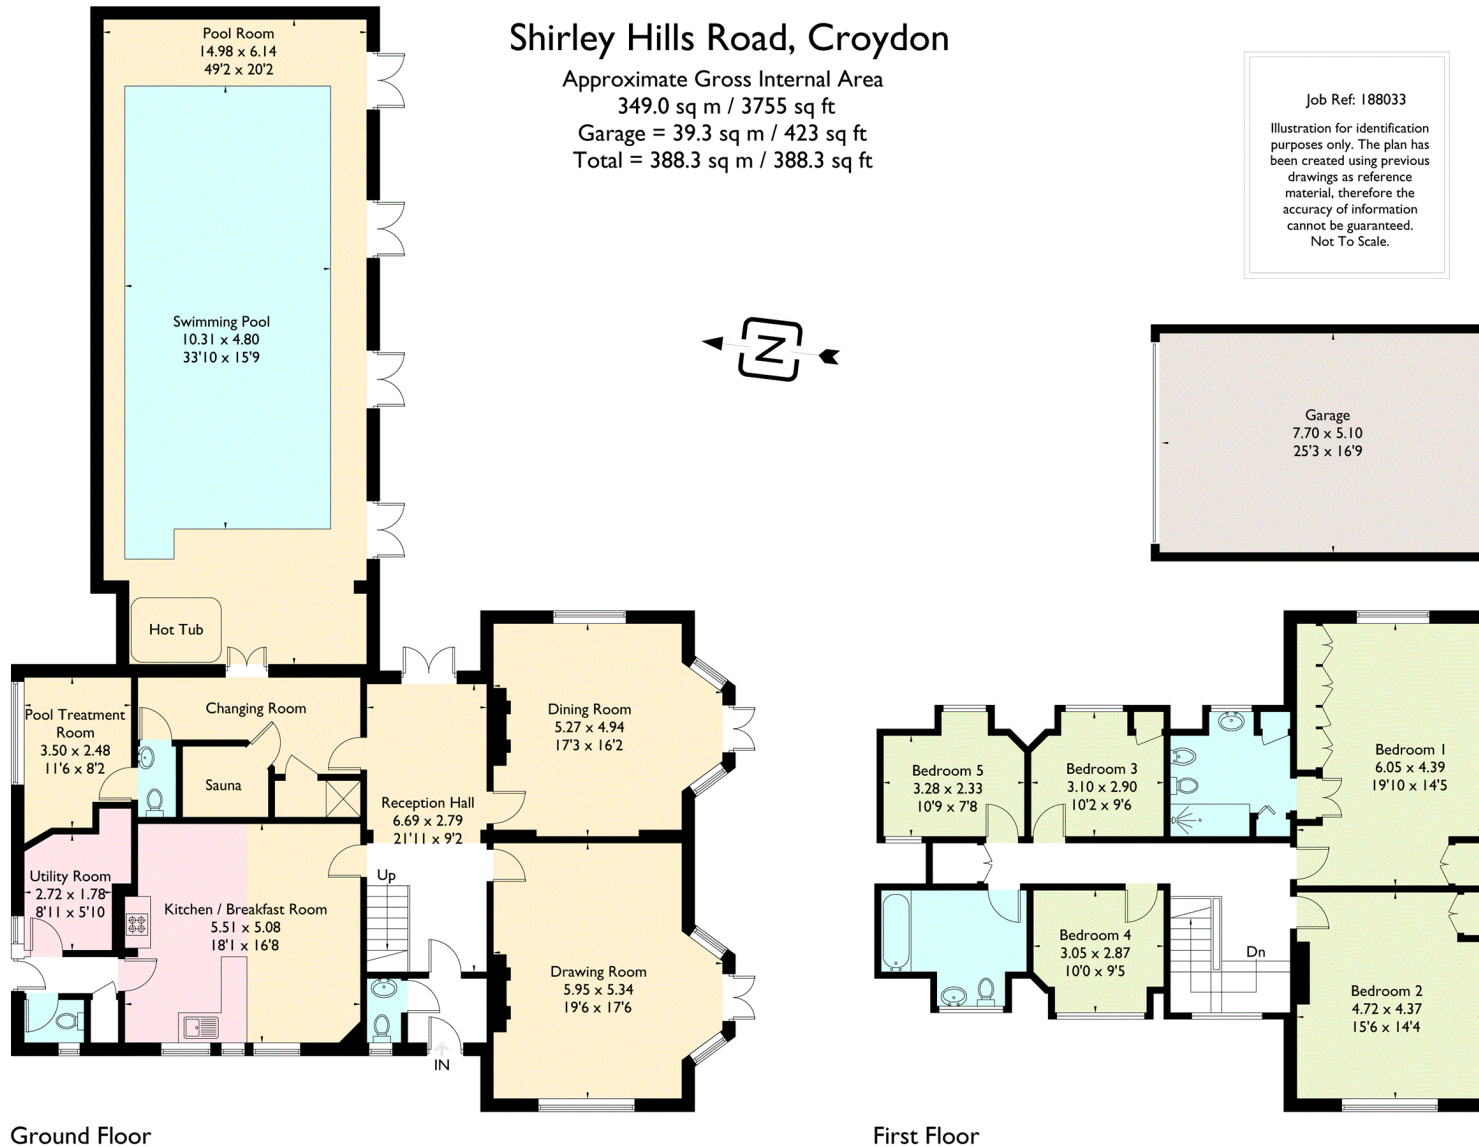 Shirley Hills Road, Croydon
Approximate Gross Internal Area
349.0 sq m / 3755 sq ft
Garage = 39.3 sq m / 423 sq ft
Total = 388.3 sq m / 388.3 sq ft
Job Ref: 188033
Illustration for identification
purposes only. The plan has
been created using previous
drawings as reference
material, therefore the
accuracy of information
cannot be guaranteed.
Not To Scale.
Pool Room
14.98 x 6.14
49'2 x 20'2
Swimming Pool
10.31 x 4.80
33'10 x 15'9
N
Garage
7.70 x 5.10
25'3 x 16'9
Hot Tub
Pool Treatment
Room
3.50 x 2.48
11'6 x 8'2
Changing Room
Sauna
Reception Hall
6.69 x 2.79
21'11 x 9'2
Dining Room
5.27 x 4.94
17'3 x 16'2
Utility Room
2.72 x 1.78
8'11 x 5'10
Kitchen / Breakfast Room
5.51 x 5.08
18'1 x 16'8
Up
Drawing Room
5.95 x 5.34
19'6 x 17'6
IN
Ground Floor
Bedroom 5
3.28 x 2.33
10'9 x 7'8
Bedroom 3
3.10 x 2.90
10'2 x 9'6
Bedroom 1
6.05 x 4.39
19'10 x 14'5
Bedroom 4
3.05 x 2.87
10'0 x 9'5
Dn
Bedroom 2
4.72 x 4.37
15'6 x 14'4
First Floor